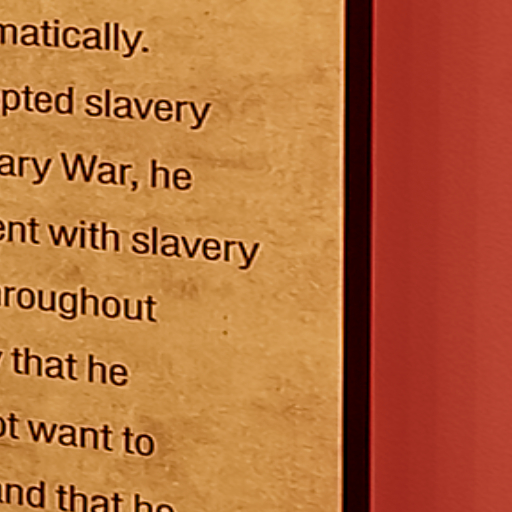 matically.
pted slavery
ary War, he
ent with slavery
roughout
that he
ot want to
and that he